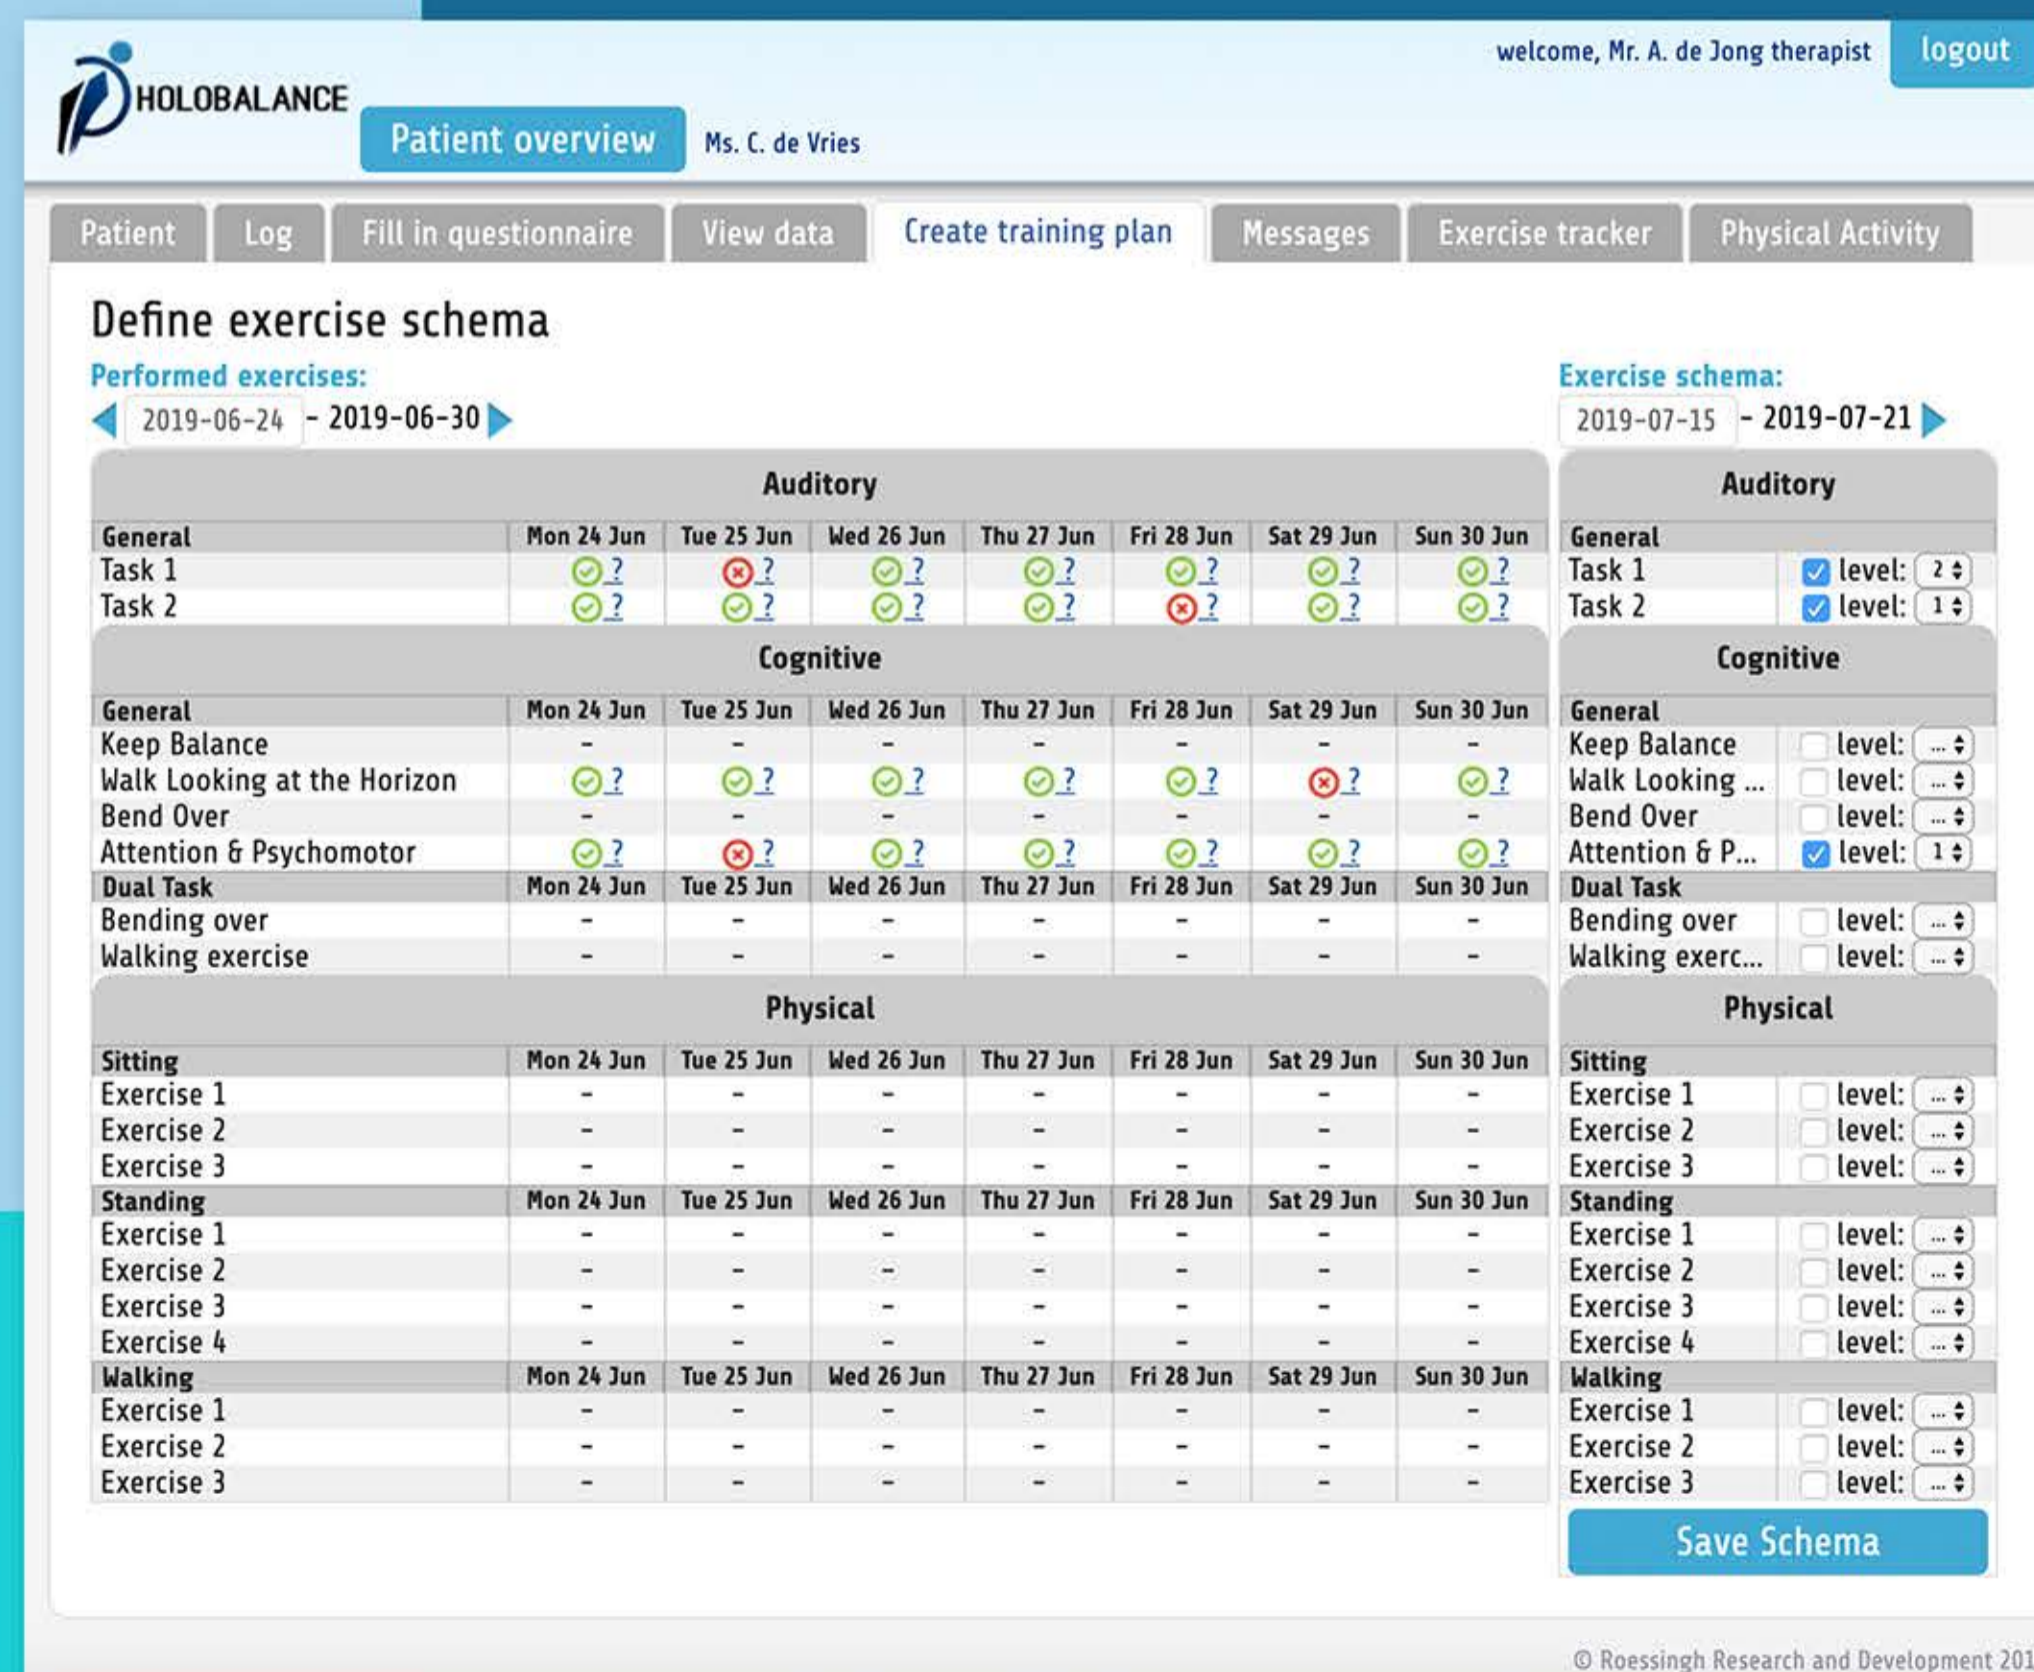 welcome, Mr. A. de Jong therapist logout
HOLOBALANCE
Patient overview Ms. C. de Vries
Patient Log Fill in questionnaire View data Create training plan Messages Exercise tracker Physical Activity
Define exercise schema
Performed exercises: Exercise schema:
2019-06-24 - 2019-06-30 2019-07-15 - 2019-07-21
Auditory Auditory
General Mon 24 Jun Tue 25 Jun Wed 26 Jun Thu 27 Jun Fri 28 Jun Sat 29 Jun Sun 30 Jun General
Task 1 ? ? ? ? ? ? ? Task 1 level: 2
Task 2 ? ? ? ? ? ? ? Task 2 level: 1
Cognitive Cognitive
General Mon 24 Jun Tue 25 Jun Wed 26 Jun Thu 27 Jun Fri 28 Jun Sat 29 Jun Sun 30 Jun General
Keep Balance - - - - - - - Keep Balance level: ...
Walk Looking at the Horizon ? ? ? ? ? ? ? Walk Looking ... level: ...
Bend Over - - - - - - - Bend Over level: ...
Attention & Psychomotor ? ? ? ? ? ? ? Attention & P... level: 1
Dual Task Mon 24 Jun Tue 25 Jun Wed 26 Jun Thu 27 Jun Fri 28 Jun Sat 29 Jun Sun 30 Jun Dual Task
Bending over - - - - - - - Bending over level: ...
Walking exercise - - - - - - - Walking exerc... level: ...
Physical Physical
Sitting Mon 24 Jun Tue 25 Jun Wed 26 Jun Thu 27 Jun Fri 28 Jun Sat 29 Jun Sun 30 Jun Sitting
Exercise 1 - - - - - - - Exercise 1 level: ...
Exercise 2 - - - - - - - Exercise 2 level: ...
Exercise 3 - - - - - - - Exercise 3 level: ...
Standing Mon 24 Jun Tue 25 Jun Wed 26 Jun Thu 27 Jun Fri 28 Jun Sat 29 Jun Sun 30 Jun Standing
Exercise 1 - - - - - - - Exercise 1 level: ...
Exercise 2 - - - - - - - Exercise 2 level: ...
Exercise 3 - - - - - - - Exercise 3 level: ...
Exercise 4 - - - - - - - Exercise 4 level: ...
Walking Mon 24 Jun Tue 25 Jun Wed 26 Jun Thu 27 Jun Fri 28 Jun Sat 29 Jun Sun 30 Jun Walking
Exercise 1 - - - - - - - Exercise 1 level: ...
Exercise 2 - - - - - - - Exercise 2 level: ...
Exercise 3 - - - - - - - Exercise 3 level: ...
Save Schema
© Roessingh Research and Development 201